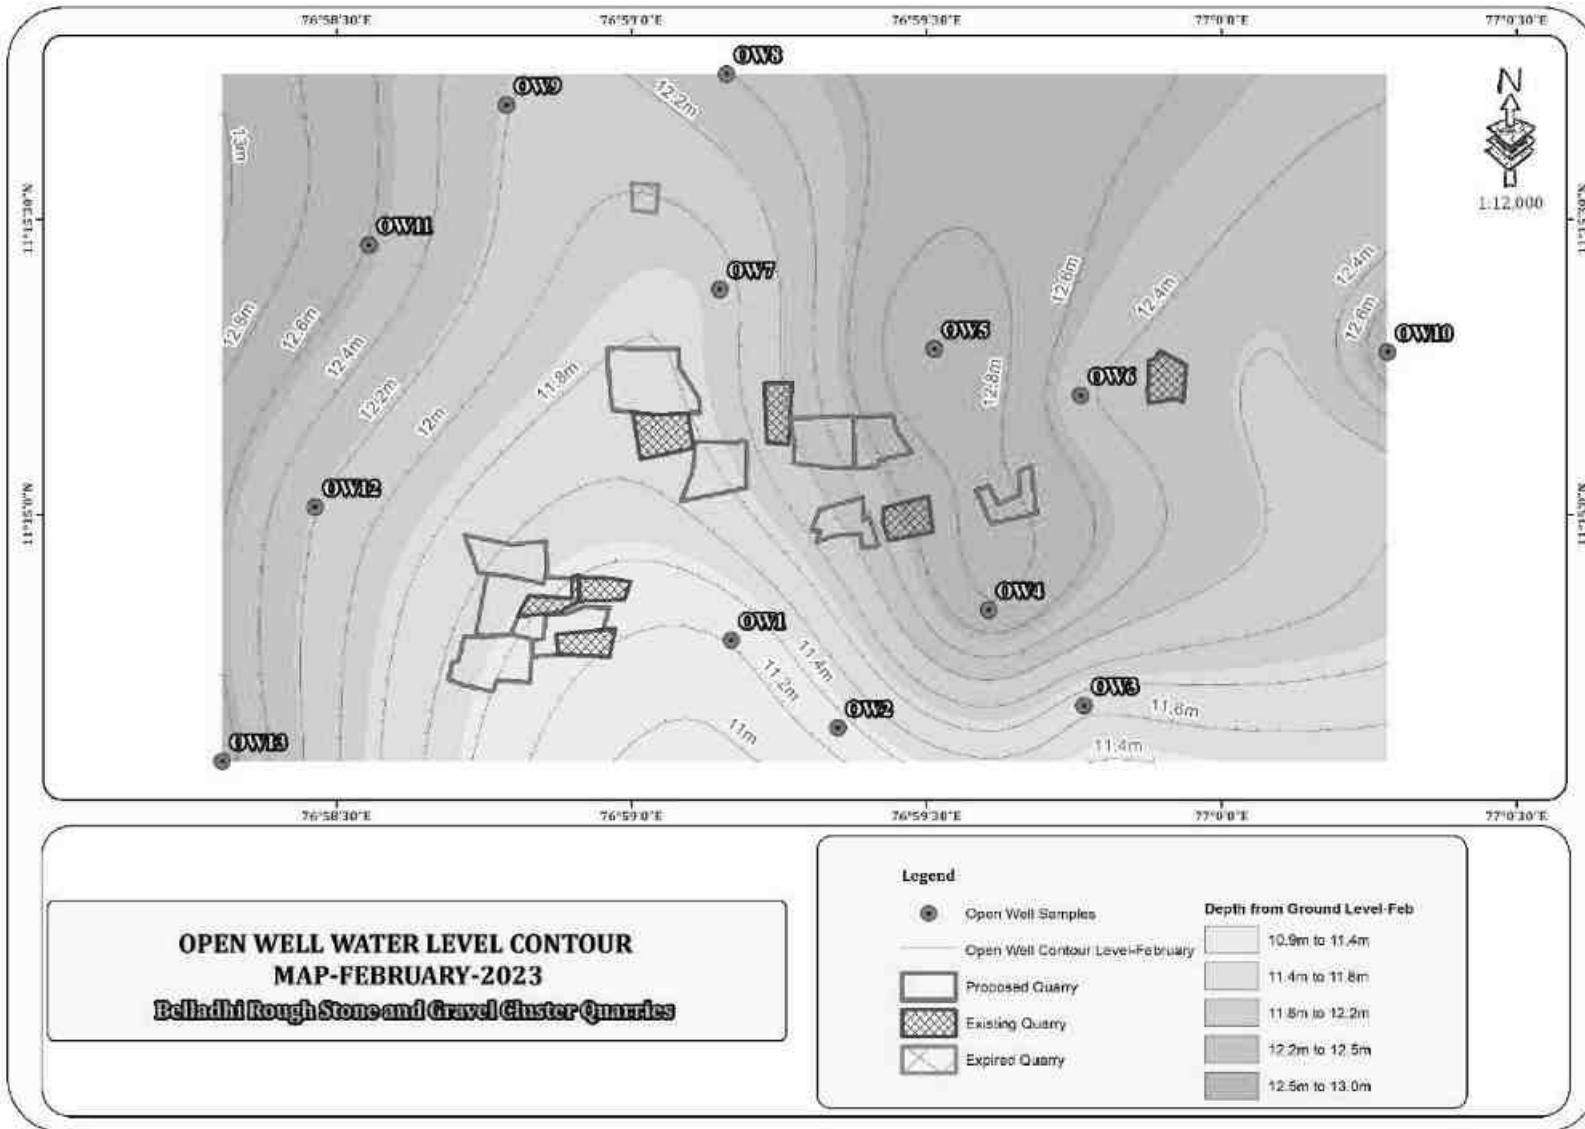 76°58'30"E 76°59'0"E 76°59'30"E 77°0'0"E 77°0'30"E
N
1:12,000
11°15'30"N
11°15'0"N
OW8
OW9
12.2m
13m
OW11
OW7
12.8m
12.6m
12.4m
12.2m
12m
11.8m
OW5
12.8m
12.6m
12.4m
12.4m
12.6m
OW10
OW6
OW12
OW4
OW1
11.4m
11.2m
OW2
11m
OW3
11.6m
11.4m
OW13
76°58'30"E 76°59'0"E 76°59'30"E 77°0'0"E 77°0'30"E
OPEN WELL WATER LEVEL CONTOUR
MAP-FEBRUARY-2023
Belladhi Rough Stone and Gravel Cluster Quarries
Legend
Open Well Samples
Open Well Contour Level-February
Proposed Quarry
Existing Quarry
Expired Quarry
Depth from Ground Level-Feb
10.9m to 11.4m
11.4m to 11.8m
11.8m to 12.2m
12.2m to 12.5m
12.5m to 13.0m